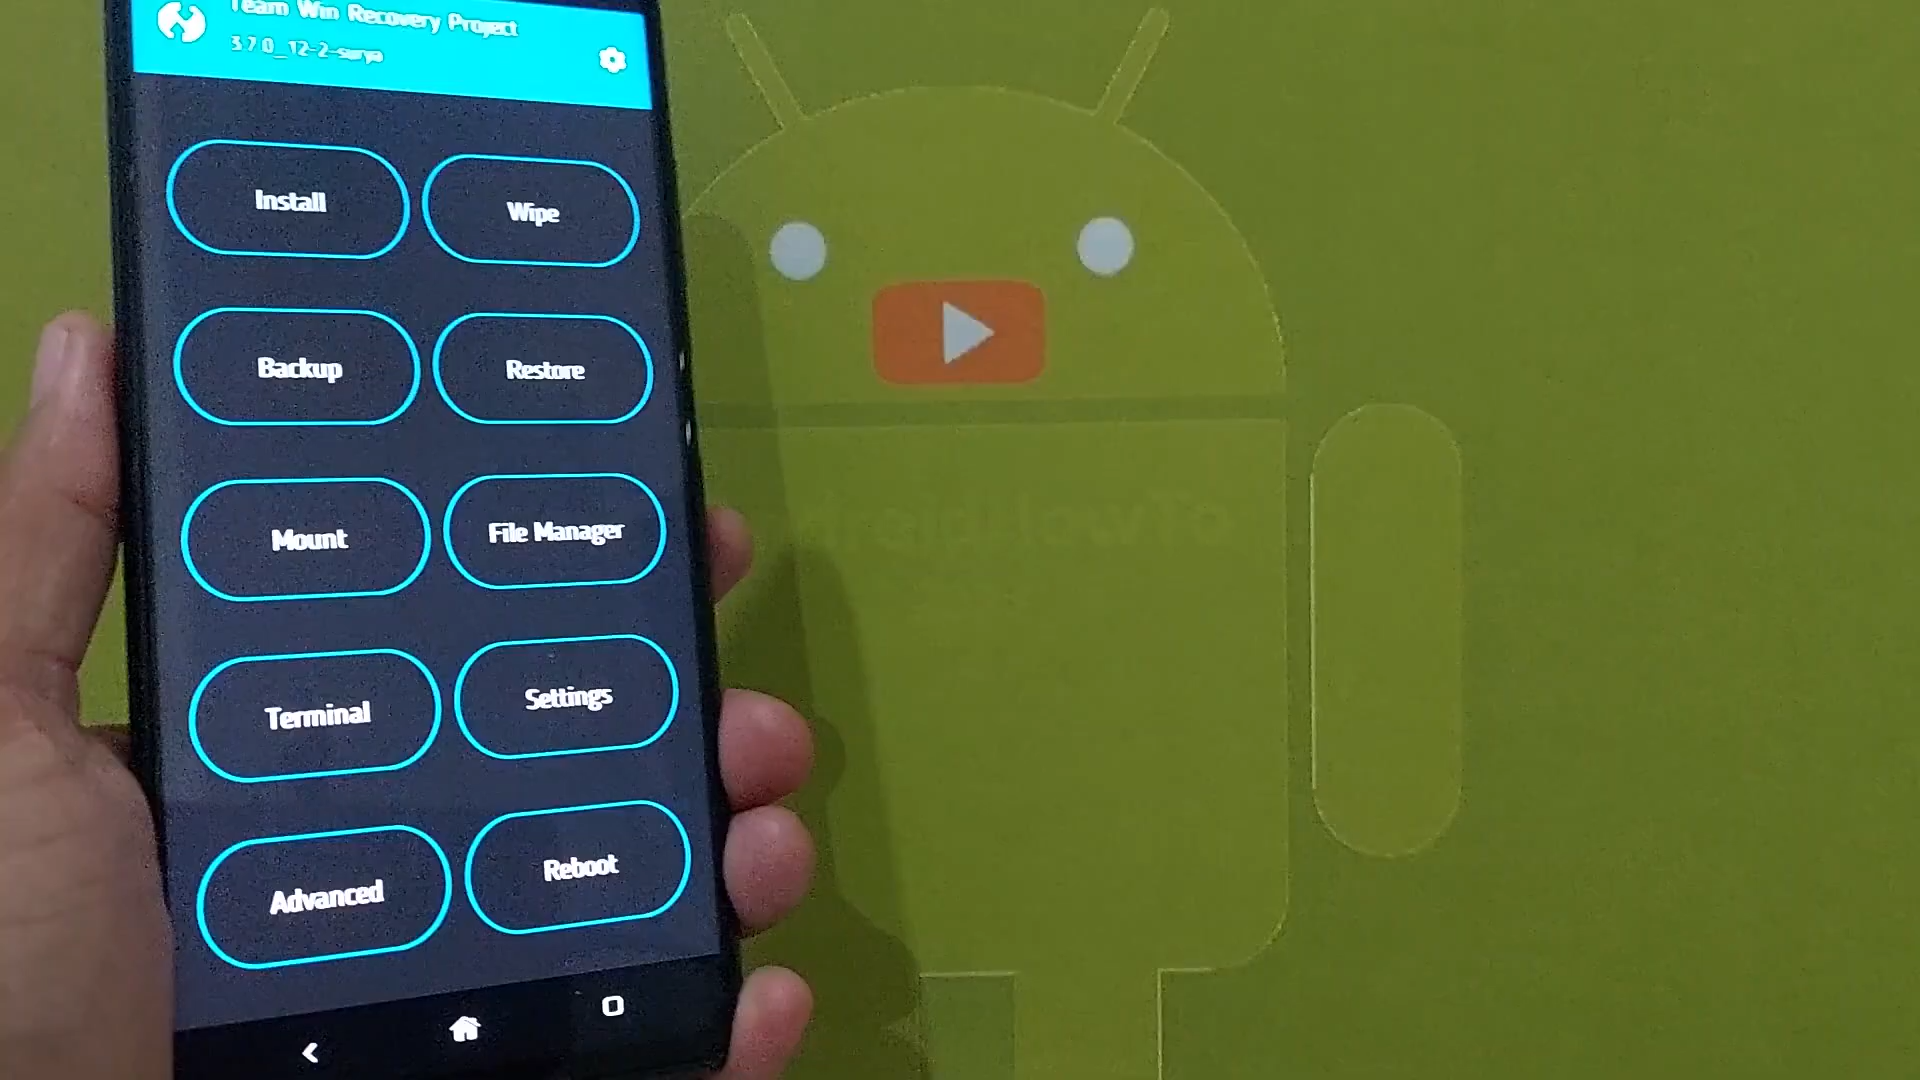 Team Win Recovery Project
3.7.0_12-2-surya
Install
Wipe
Backup
Restore
Mount
File Manager
Terminal
Settings
Advanced
Reboot